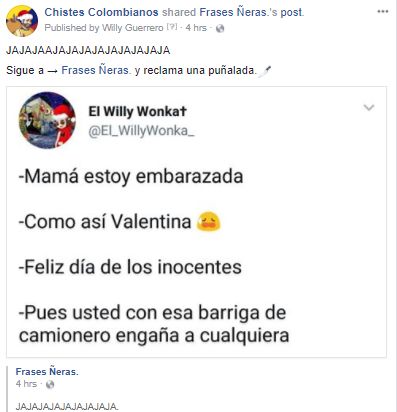 Chistes Colombianos shared Frases Ñeras.'s post.
Published by Willy Guerrero [?] · 4 hrs ·
JAJAJAAJAJAJAJAJAJAJAJAJA
Sigue a → Frases Ñeras. y reclama una puñalada.
El Willy Wonka✝
@El_WillyWonka_
-Mamá estoy embarazada
-Como así Valentina 😩
-Feliz día de los inocentes
-Pues usted con esa barriga de
camionero engaña a cualquiera
Frases Ñeras.
4 hrs ·
JAJAJAJAJAJAJAJAJA.